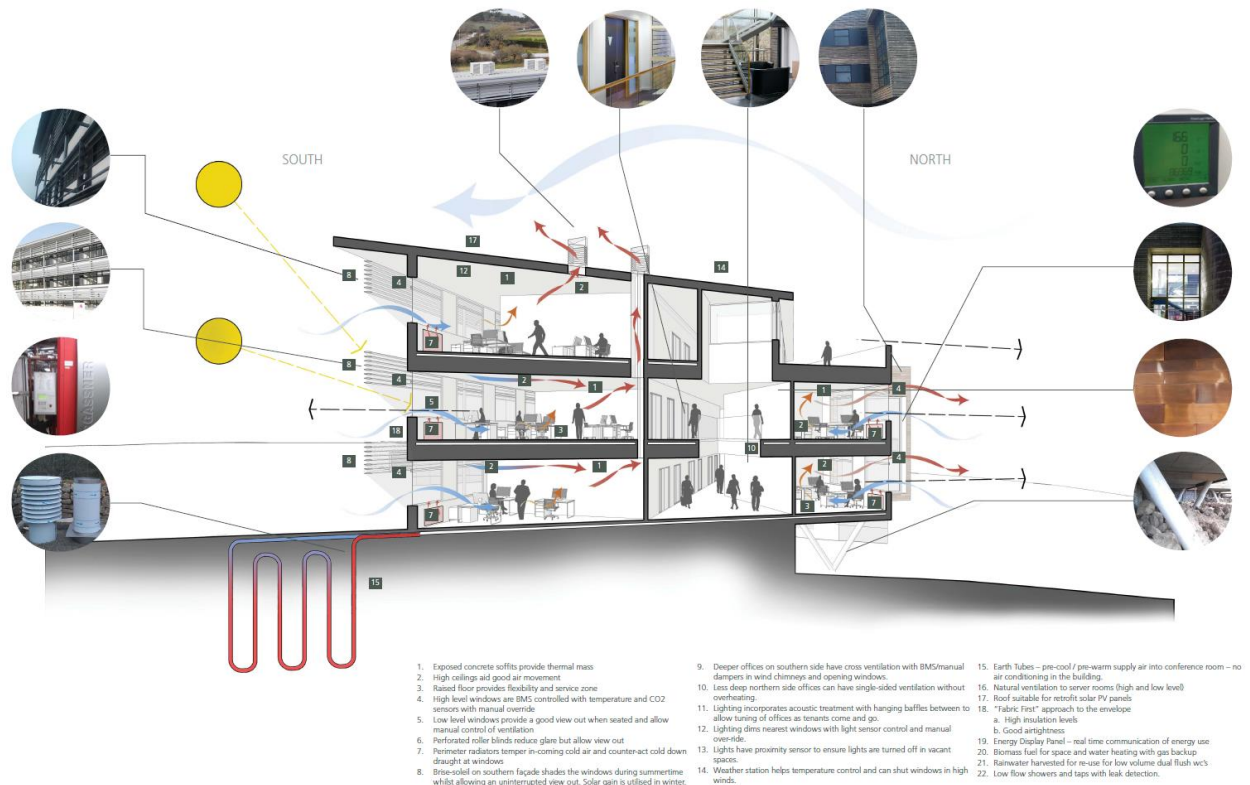 SOUTH
NORTH
166
0
0
17
12
1
2
14
8
4
7
8
4
2
1
5
3
18
7
8
4
2
1
7
15
10
1
4
2
7
2
4
3
7
1. Exposed concrete soffits provide thermal mass
2. High ceilings aid good air movement
3. Raised floor provides flexibility and service zone
4. High level windows are BMS controlled with temperature and CO2
sensors with manual override
5. Low level windows provide a good view out when seated and allow
manual control of ventilation
6. Perforated roller blinds reduce glare but allow view out
7. Perimeter radiators temper in-coming cold air and counter-act cold down
draught at windows
8. Brise-soleil on southern façade shades the windows during summertime
whilst allowing an uninterrupted view out. Solar gain is utilised in winter.
9. Deeper offices on southern side have cross ventilation with BMS/manual
dampers in wind chimneys and opening windows.
10. Less deep northern side offices can have single-sided ventilation without
overheating.
11. Lighting incorporates acoustic treatment with hanging baffles between to
allow tuning of offices as tenants come and go.
12. Lighting dims nearest windows with light sensor control and manual
over-ride.
13. Lights have proximity sensor to ensure lights are turned off in vacant
spaces.
14. Weather station helps temperature control and can shut windows in high
winds.
15. Earth Tubes – pre-cool / pre-warm supply air into conference room – no
air conditioning in the building.
16. Natural ventilation to server rooms (high and low level)
17. Roof suitable for retrofit solar PV panels
18. "Fabric First" approach to the envelope
a. High insulation levels
b. Good airtightness
19. Energy Display Panel – real time communication of energy use
20. Biomass fuel for space and water heating with gas backup
21. Rainwater harvested for re-use for low volume dual flush wc's
22. Low flow showers and taps with leak detection.